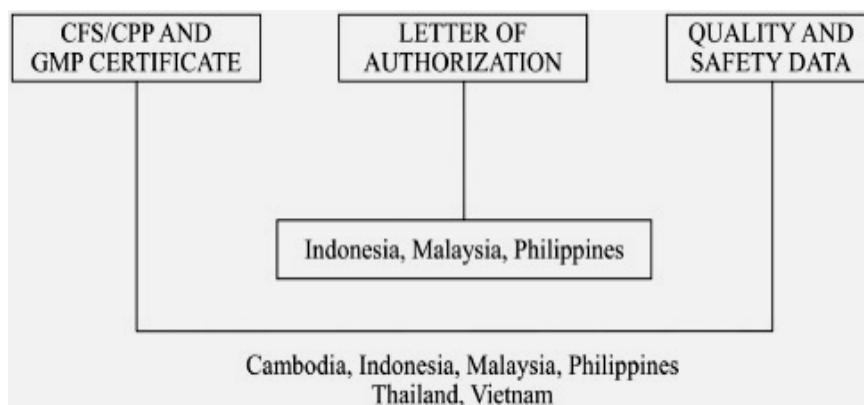 CFS/CPP AND
GMP CERTIFICATE
LETTER OF
AUTHORIZATION
QUALITY AND
SAFETY DATA
Indonesia, Malaysia, Philippines
Cambodia, Indonesia, Malaysia, Philippines
Thailand, Vietnam